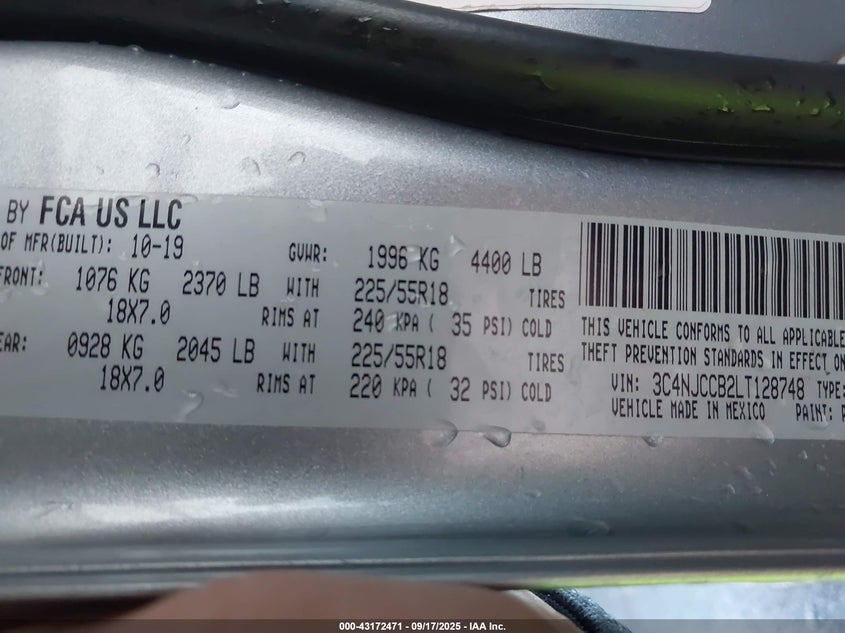 BY FCA US LLC
OF MFR(BUILT): 10-19 GVWR: 1996 KG 4400 LB
FRONT: 1076 KG 2370 LB WITH 225/55R18 TIRES
18X7.0 RIMS AT 240 KPA ( 35 PSI) COLD
EAR: 0928 KG 2045 LB WITH 225/55R18 TIRES
18X7.0 RIMS AT 220 KPA ( 32 PSI) COLD
THIS VEHICLE CONFORMS TO ALL APPLICABLE
THEFT PREVENTION STANDARDS IN EFFECT ON
VIN: 3C4NJCCB2LT128748 TYPE:
VEHICLE MADE IN MEXICO PAINT:
000-43172471 - 09/17/2025 - IAA Inc.